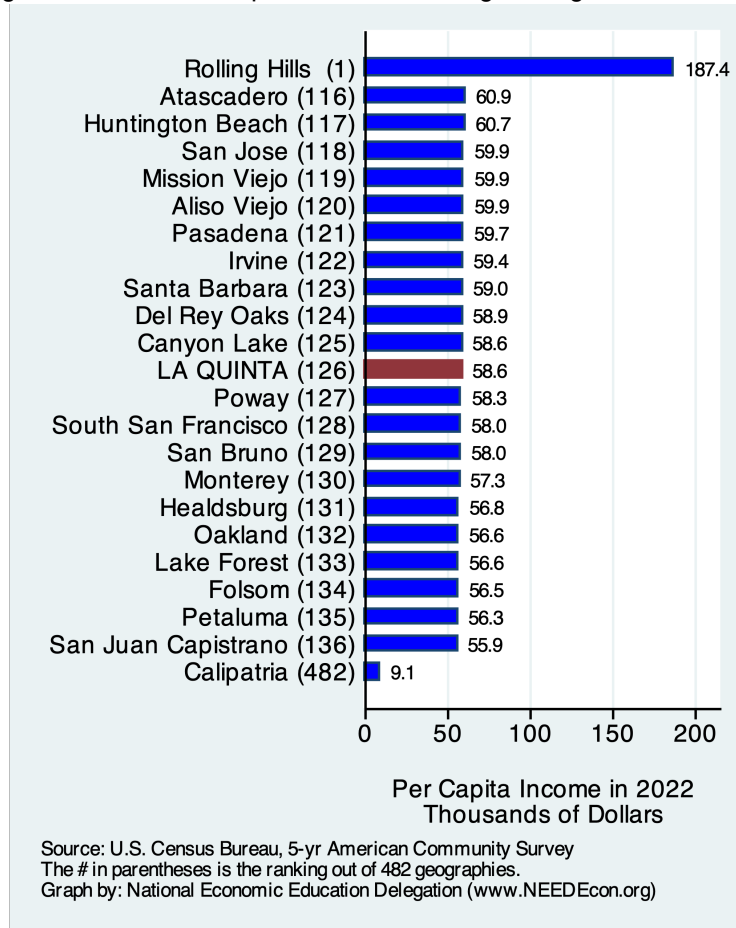 Rolling Hills (1) 187.4
Atascadero (116) 60.9
Huntington Beach (117) 60.7
San Jose (118) 59.9
Mission Viejo (119) 59.9
Aliso Viejo (120) 59.9
Pasadena (121) 59.7
Irvine (122) 59.4
Santa Barbara (123) 59.0
Del Rey Oaks (124) 58.9
Canyon Lake (125) 58.6
LA QUINTA (126) 58.6
Poway (127) 58.3
South San Francisco (128) 58.0
San Bruno (129) 58.0
Monterey (130) 57.3
Healdsburg (131) 56.8
Oakland (132) 56.6
Lake Forest (133) 56.6
Folsom (134) 56.5
Petaluma (135) 56.3
San Juan Capistrano (136) 55.9
Calipatria (482) 9.1
0 50 100 150 200
Per Capita Income in 2022
Thousands of Dollars
Source: U.S. Census Bureau, 5-yr American Community Survey
The # in parentheses is the ranking out of 482 geographies.
Graph by: National Economic Education Delegation (www.NEEDEcon.org)